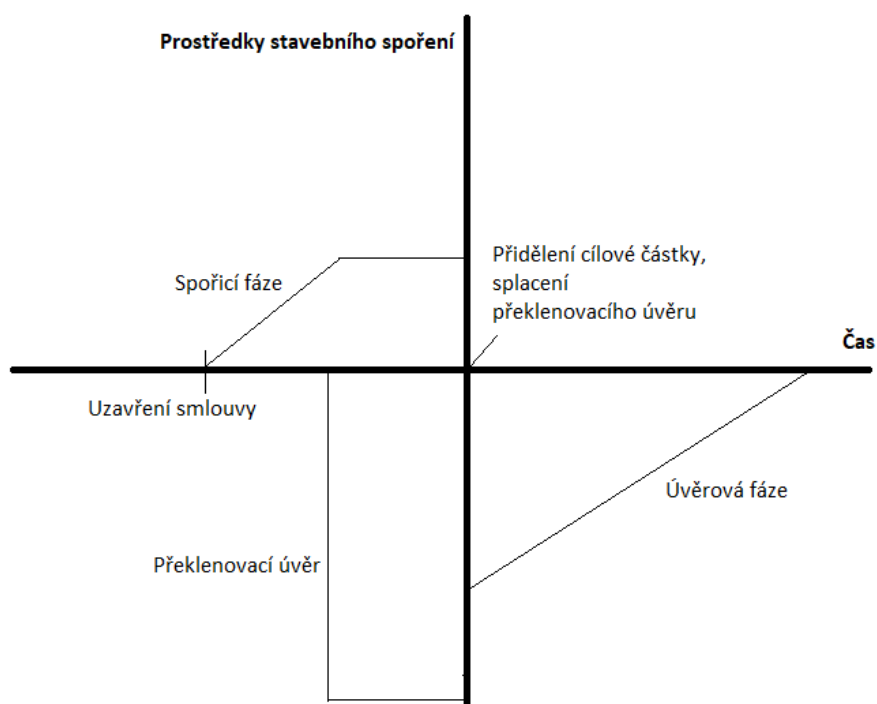 Prostředky stavebního spoření
Přidělení cílové částky,
splacení
překlenovacího úvěru
Spořicí fáze
Čas
Uzavření smlouvy
Úvěrová fáze
Překlenovací úvěr